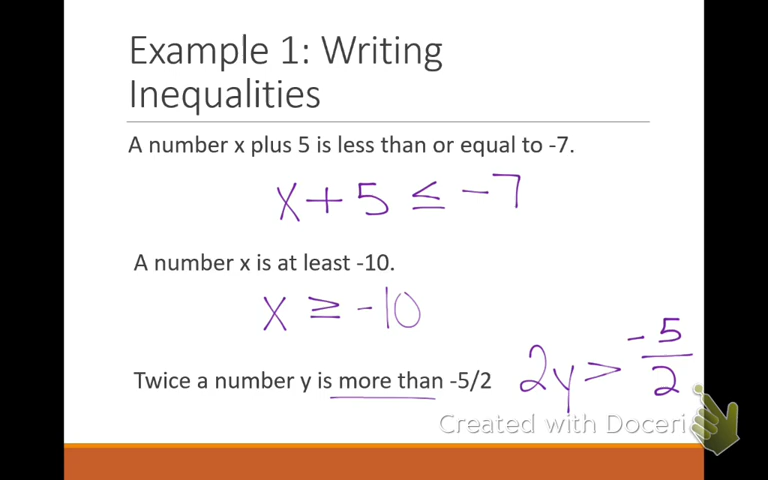 Example 1: Writing
Inequalities
A number x plus 5 is less than or equal to -7.
x + 5 ≤ -7
A number x is at least -10.
x ≥ -10
Twice a number y is more than -5/2
2y > -5/2
Created with Doceri